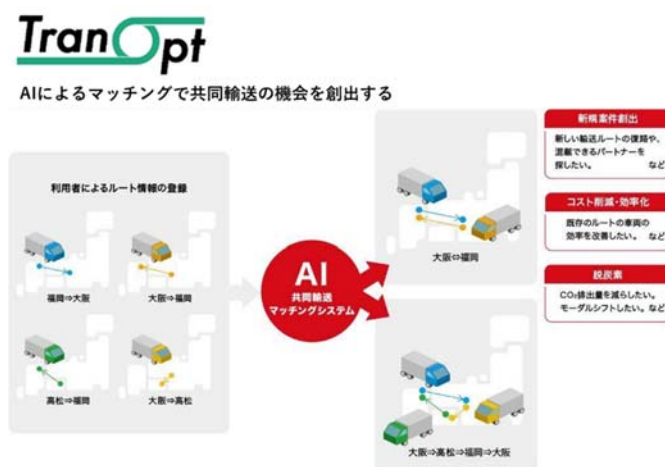 TranOpt
AIによるマッチングで共同輸送の機会を創出する
利用者によるルート情報の登録
福岡⇒大阪
大阪⇒福岡
高松⇒福岡
大阪⇒高松
AI
共同輸送
マッチングシステム
大阪⇔福岡
大阪⇒高松⇒福岡⇒大阪
新規案件創出
新しい輸送ルートの復路や、
混載できるパートナーを
探したい。 など
コスト削減・効率化
既存のルートの車両の
効率を改善したい。 など
脱炭素
CO₂排出量を減らしたい。
モーダルシフトしたい。など